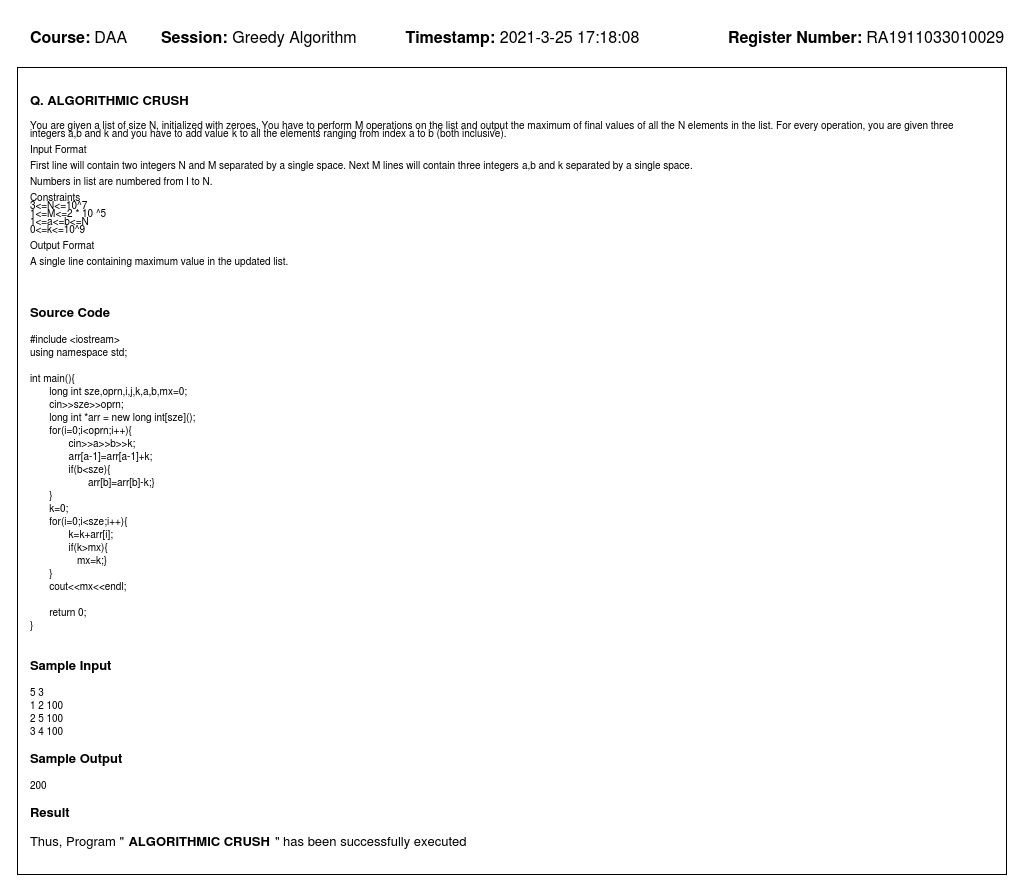 Course: DAA Session: Greedy Algorithm Timestamp: 2021-3-25 17:18:08 Register Number: RA1911033010029
Q. ALGORITHMIC CRUSH
You are given a list of size N, initialized with zeroes. You have to perform M operations on the list and output the maximum of final values of all the N elements in the list. For every operation, you are given three
integers a,b and k and you have to add value k to all the elements ranging from index a to b (both inclusive).
Input Format
First line will contain two integers N and M separated by a single space. Next M lines will contain three integers a,b and k separated by a single space.
Numbers in list are numbered from I to N.
Constraints
3<=N<=10^7
1<=M<=2 * 10 ^5
1<=a<=b<=N
0<=k<=10^9
Output Format
A single line containing maximum value in the updated list.
Source Code
#include <iostream>
using namespace std;
int main(){
long int sze,oprn,i,j,k,a,b,mx=0;
cin>>sze>>oprn;
long int *arr = new long int[sze]();
for(i=0;i<oprn;i++){
cin>>a>>b>>k;
arr[a-1]=arr[a-1]+k;
if(b<sze){
arr[b]=arr[b]-k;}
}
k=0;
for(i=0;i<sze;i++){
k=k+arr[i];
if(k>mx){
mx=k;}
}
cout<<mx<<endl;
return 0;
}
Sample Input
5 3
1 2 100
2 5 100
3 4 100
Sample Output
200
Result
Thus, Program " ALGORITHMIC CRUSH " has been successfully executed